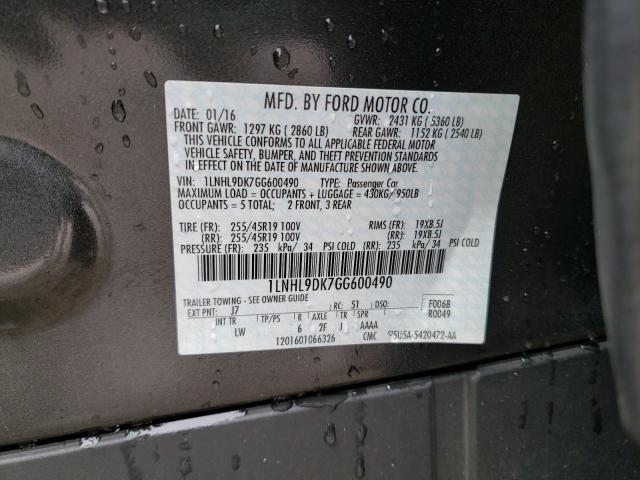 MFD. BY FORD MOTOR CO.
DATE: 01/16 GVWR: 2431 KG ( 5360 LB)
FRONT GAWR: 1297 KG ( 2860 LB) REAR GAWR: 1152 KG ( 2540 LB)
THIS VEHICLE CONFORMS TO ALL APPLICABLE FEDERAL MOTOR
VEHICLE SAFETY, BUMPER, AND THEFT PREVENTION STANDARDS
IN EFFECT ON THE DATE OF MANUFACTURE SHOWN ABOVE.
VIN: 1LNHL9DK7GG600490 TYPE: Passenger Car
MAXIMUM LOAD = OCCUPANTS + LUGGAGE = 430KG/950LB
OCCUPANTS = 5 TOTAL; 2 FRONT, 3 REAR
TIRE (FR): 255/45R19 100V RIMS (FR): 19X8.5J
(RR): 255/45R19 100V (RR): 19X8.5J
PRESSURE (FR): 235 kPa/ 34 PSI COLD (RR): 235 kPa/ 34 PSI COLD
1LNHL9DK7GG600490
TRAILER TOWING - SEE OWNER GUIDE
EXT PNT: J7 RC: 51 DSO: F0068
INT TR TP/PS R AXLE TR SPR R0049
LW 6 2F J AAAA
1201601066326 CMC 5U5A-5420472-AA